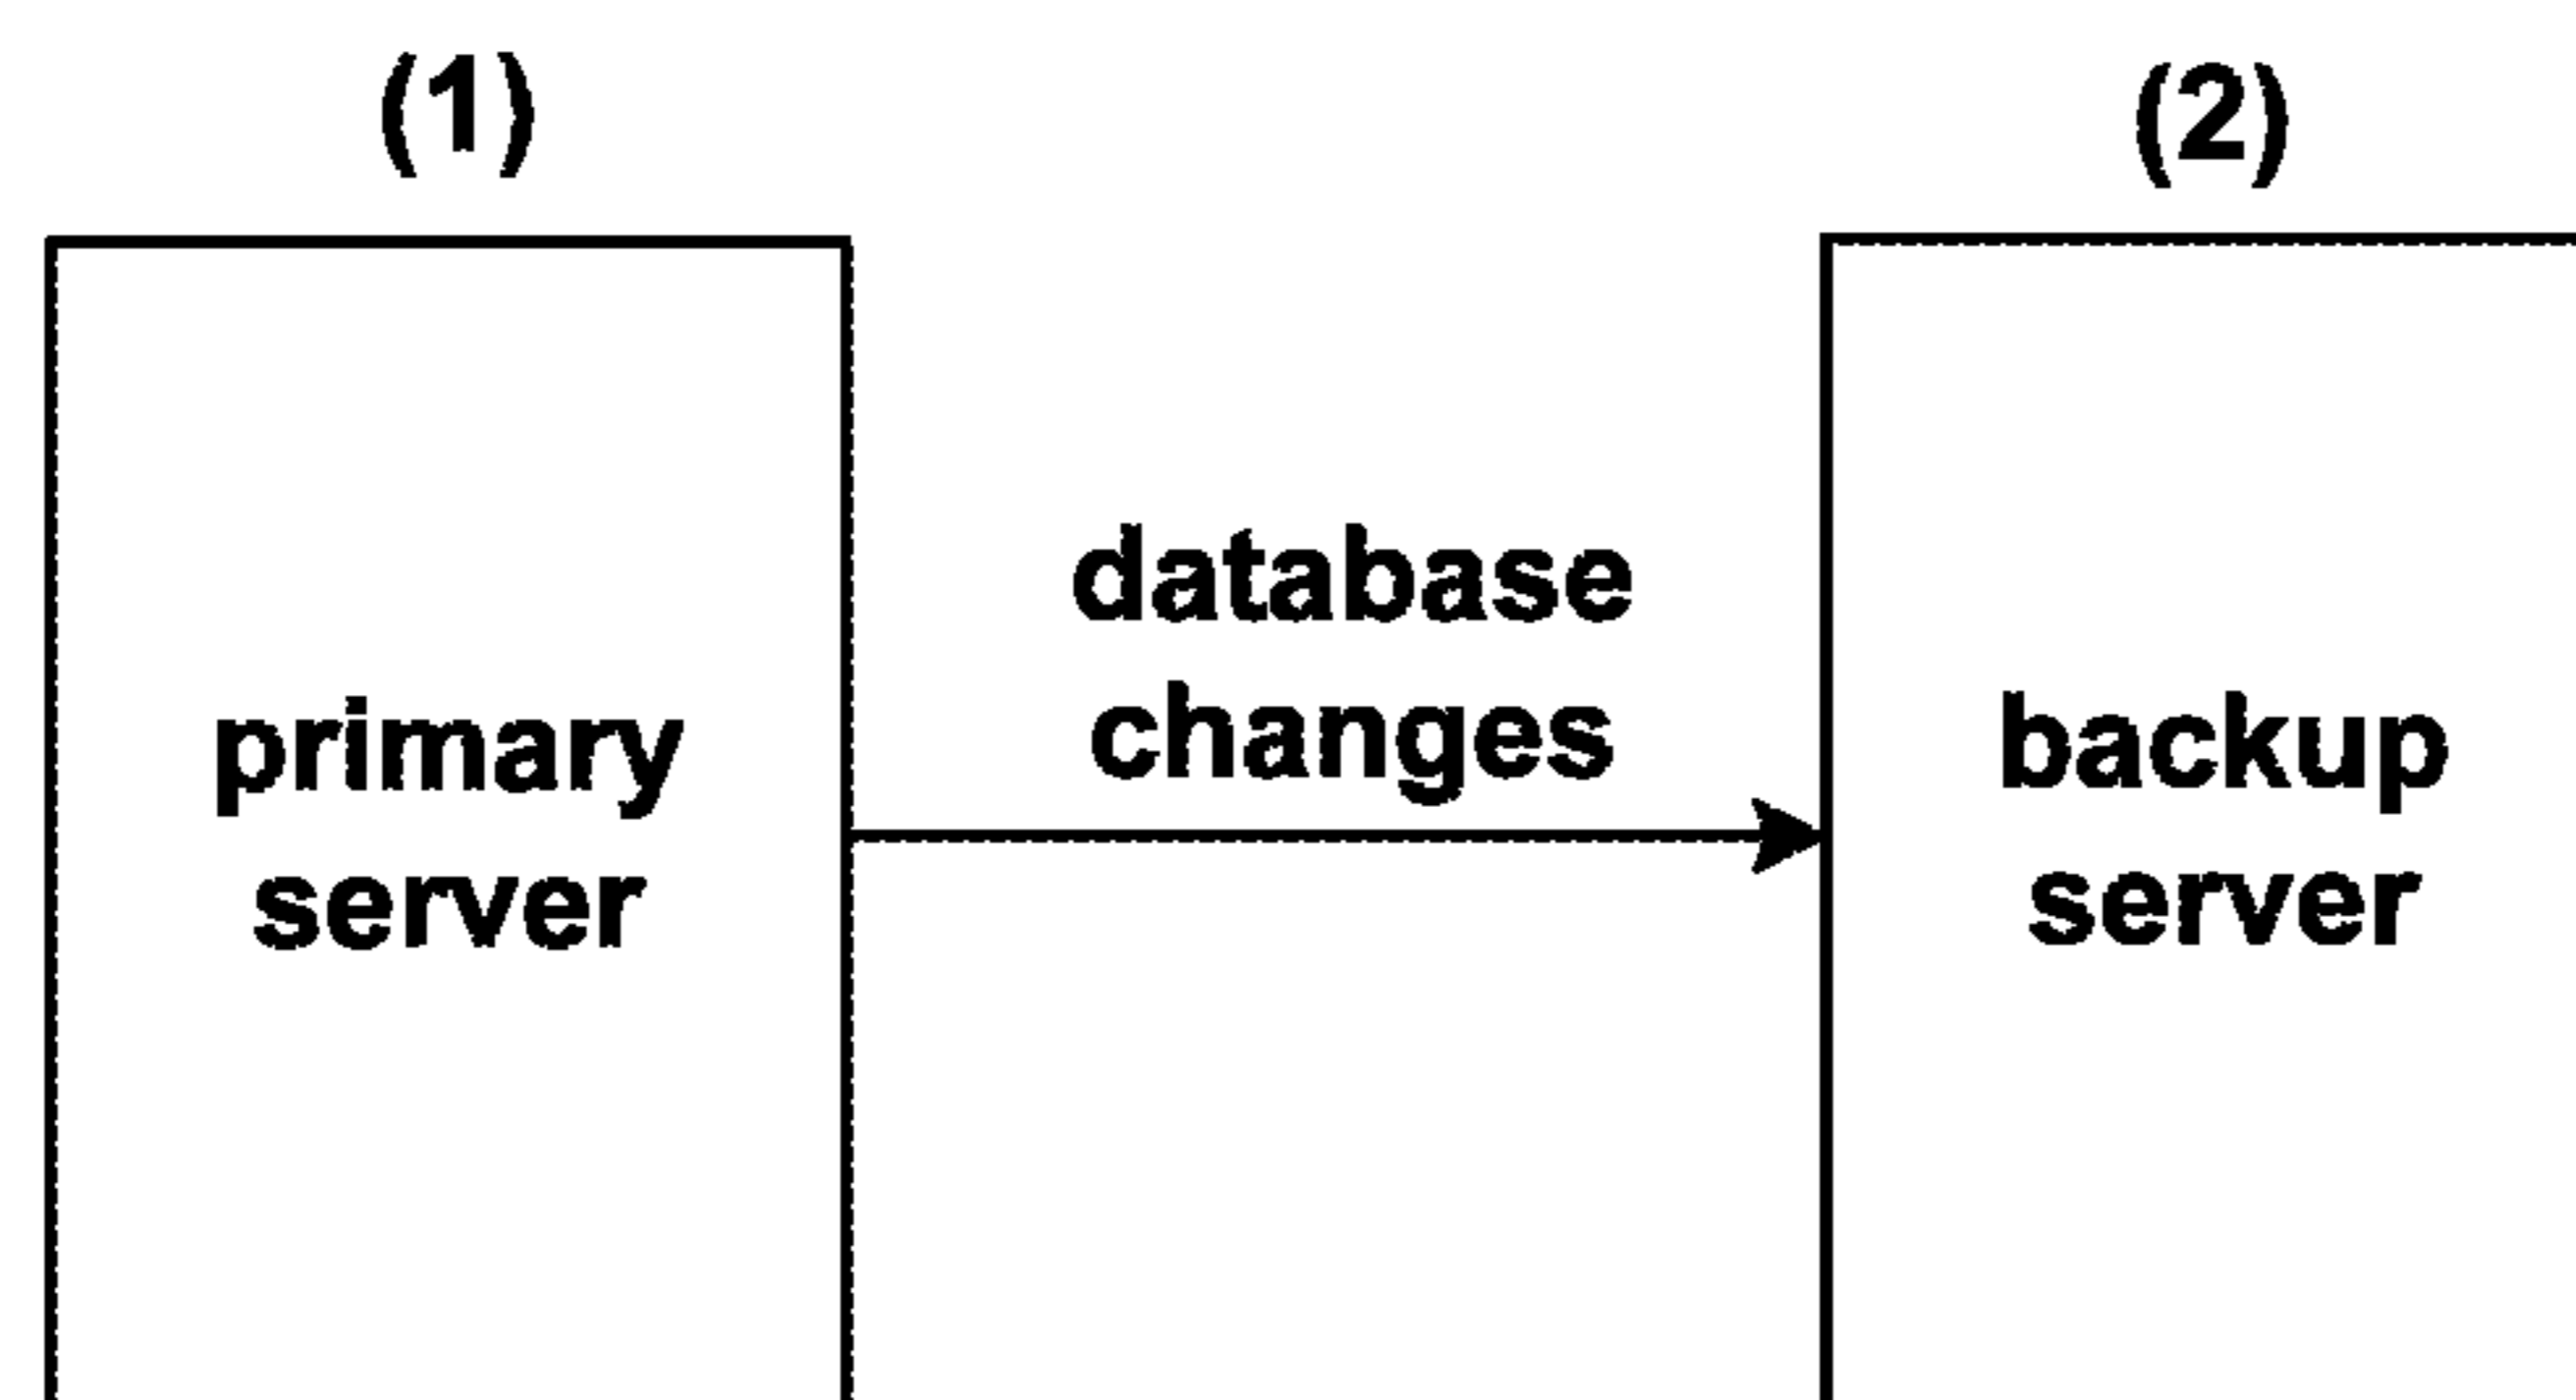 (1)
(2)
primary
server
database
changes
backup
server